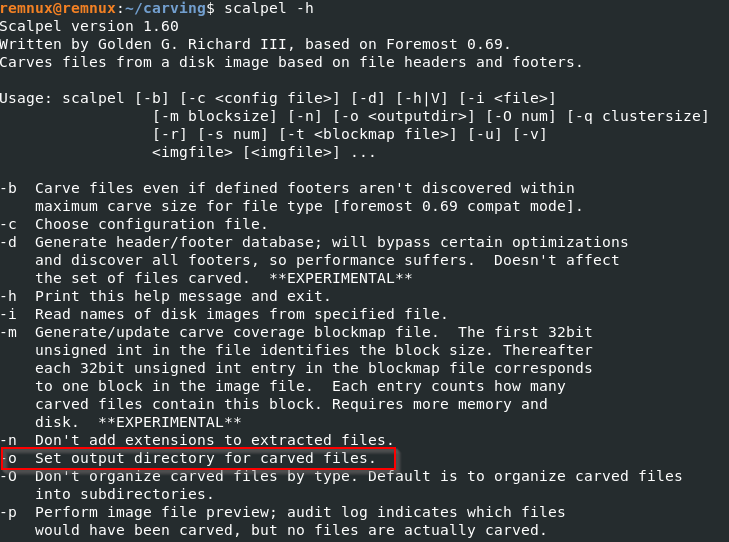 remnux@remnux:~/carving$ scalpel -h
Scalpel version 1.60
Written by Golden G. Richard III, based on Foremost 0.69.
Carves files from a disk image based on file headers and footers.
Usage: scalpel [-b] [-c <config file>] [-d] [-h|V] [-i <file>]
[-m blocksize] [-n] [-o <outputdir>] [-O num] [-q clustersize]
[-r] [-s num] [-t <blockmap file>] [-u] [-v]
<imgfile> [<imgfile>] ...
-b  Carve files even if defined footers aren't discovered within
maximum carve size for file type [foremost 0.69 compat mode].
-c  Choose configuration file.
-d  Generate header/footer database; will bypass certain optimizations
and discover all footers, so performance suffers.  Doesn't affect
the set of files carved.  **EXPERIMENTAL**
-h  Print this help message and exit.
-i  Read names of disk images from specified file.
-m  Generate/update carve coverage blockmap file.  The first 32bit
unsigned int in the file identifies the block size. Thereafter
each 32bit unsigned int entry in the blockmap file corresponds
to one block in the image file.  Each entry counts how many
carved files contain this block. Requires more memory and
disk.  **EXPERIMENTAL**
-n  Don't add extensions to extracted files.
-o  Set output directory for carved files.
-O  Don't organize carved files by type. Default is to organize carved files
into subdirectories.
-p  Perform image file preview; audit log indicates which files
would have been carved, but no files are actually carved.